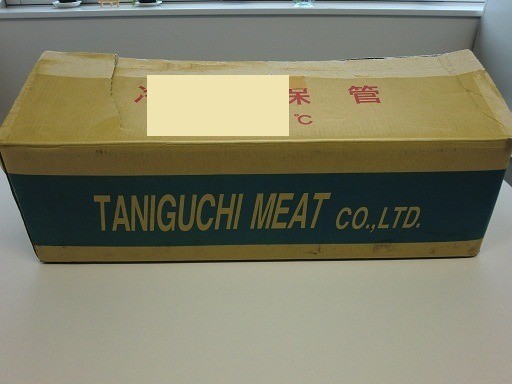 保管
℃
TANIGUCHI MEAT CO.,LTD.